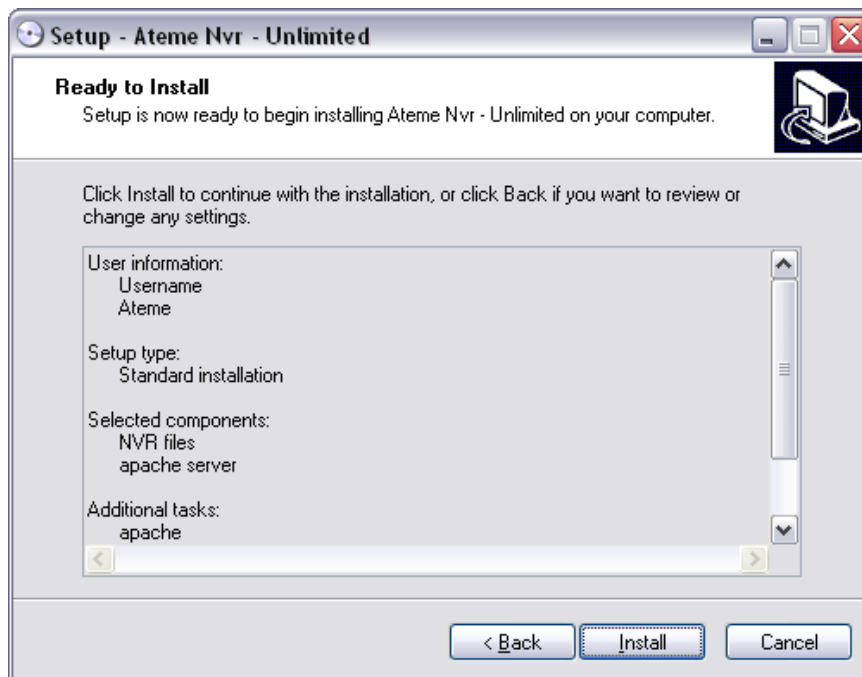 Setup - Ateme Nvr - Unlimited
Ready to Install
Setup is now ready to begin installing Ateme Nvr - Unlimited on your computer.
Click Install to continue with the installation, or click Back if you want to review or
change any settings.
User information:
Username
Ateme
Setup type:
Standard installation
Selected components:
NVR files
apache server
Additional tasks:
apache
< Back
Install
Cancel